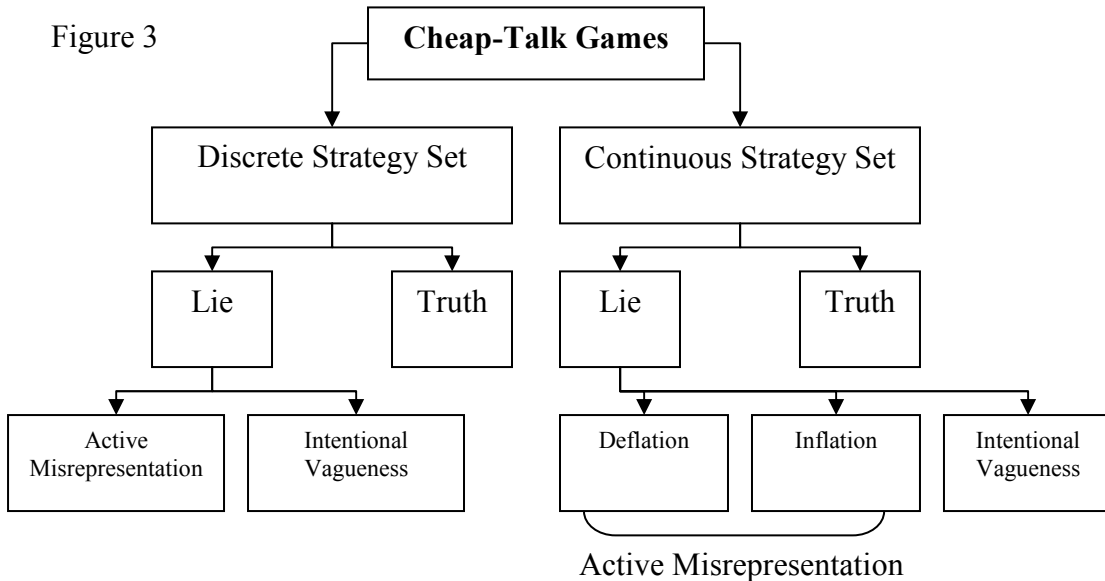 Figure 3
Cheap-Talk Games
Discrete Strategy Set
Continuous Strategy Set
Lie
Truth
Lie
Truth
Active
Misrepresentation
Intentional
Vagueness
Deflation
Inflation
Intentional
Vagueness
Active Misrepresentation